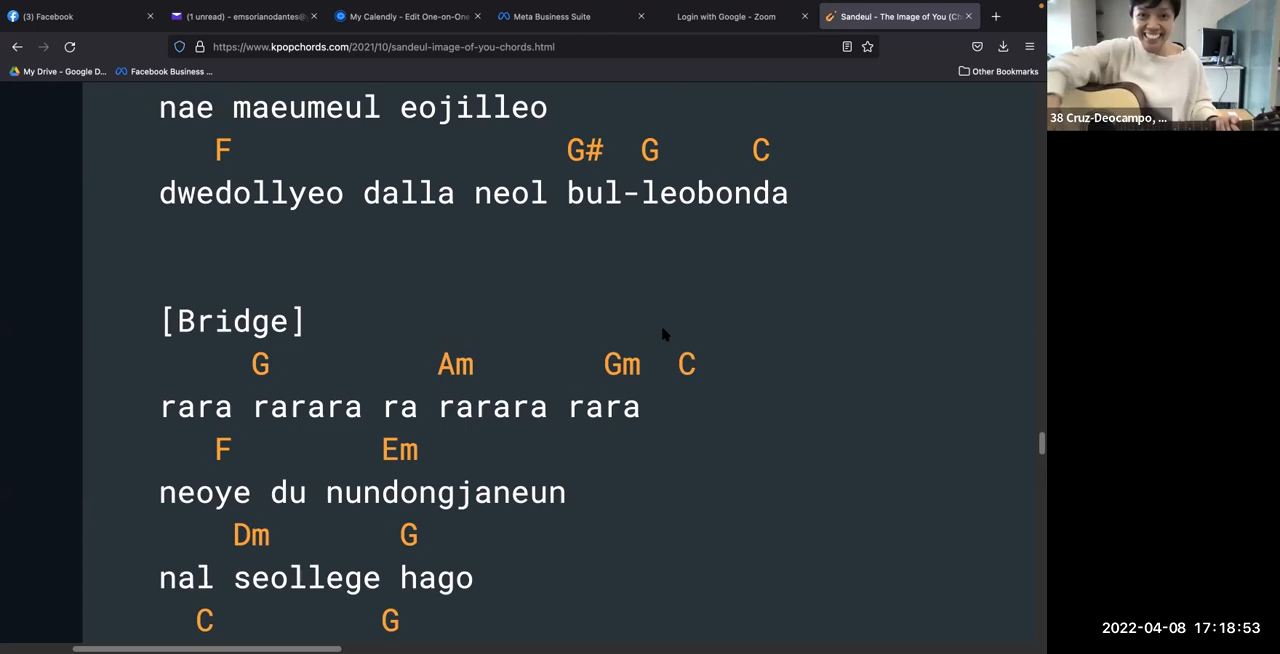 (3) Facebook
(1 unread) - emsorianodantes@
My Calendly - Edit One-on-One
Meta Business Suite
Login with Google - Zoom
Sandeul - The Image of You (Ch
https://www.kpopchords.com/2021/10/sandeul-image-of-you-chords.html
My Drive - Google D...
Facebook Business ...
Other Bookmarks
38 Cruz-Deocampo, ...
nae maeumeul eojilleo
F G# G C
dwedollyeo dalla neol bul-leobonda
[Bridge]
G Am Gm C
rara rarara ra rarara rara
F Em
neoye du nundongjaneun
Dm G
nal seollege hago
C G
2022-04-08 17:18:53